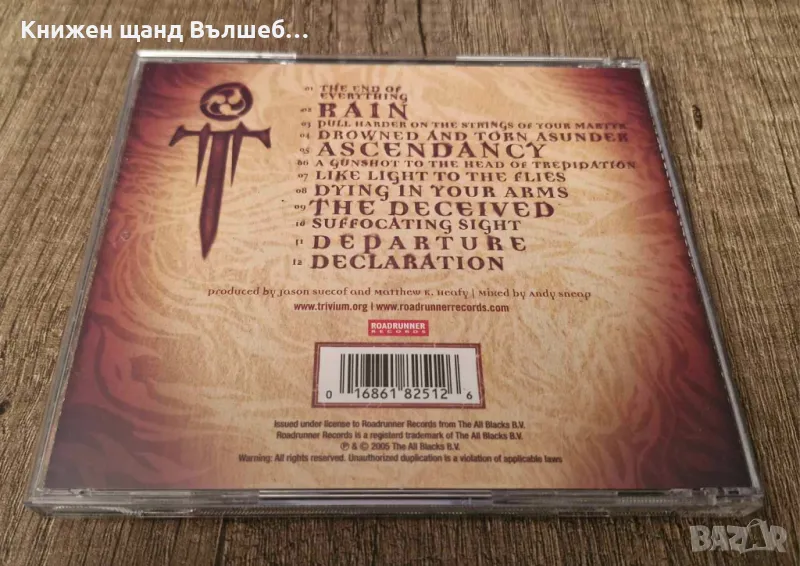 Книжен щанд Вълшеб...
01 THE END OF
EVERYTHING
02 RAIN
03 PULL HARDER ON THE STRINGS OF YOUR MARTYR
04 DROWNED AND TORN ASUNDER
05 ASCENDANCY
06 A GUNSHOT TO THE HEAD OF TREPIDATION
07 LIKE LIGHT TO THE FLIES
08 DYING IN YOUR ARMS
09 THE DECEIVED
10 SUFFOCATING SIGHT
11 DEPARTURE
12 DECLARATION
produced by Jason Suecof and Matthew K. Heafy | Mixed by Andy Sneap
www.trivium.org | www.roadrunnerrecords.com
ROADRUNNER
RECORDS
0 16861 82512 6
Issued under license to Roadrunner Records from The All Blacks B.V.
Roadrunner Records is a registerd trademark of The All Blacks B.V.
℗ & © 2005 The All Blacks B.V.
Warning: All rights reserved. Unauthorized duplication is a violation of applicable laws
BAZAR